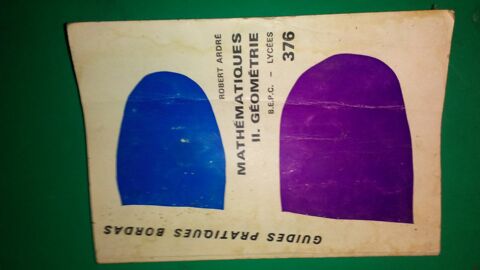 ROBERT ARDRÉ
MATHÉMATIQUES
II. GÉOMÉTRIE
B.E.P.C. – LYCÉES
376
GUIDES PRATIQUES BORDAS